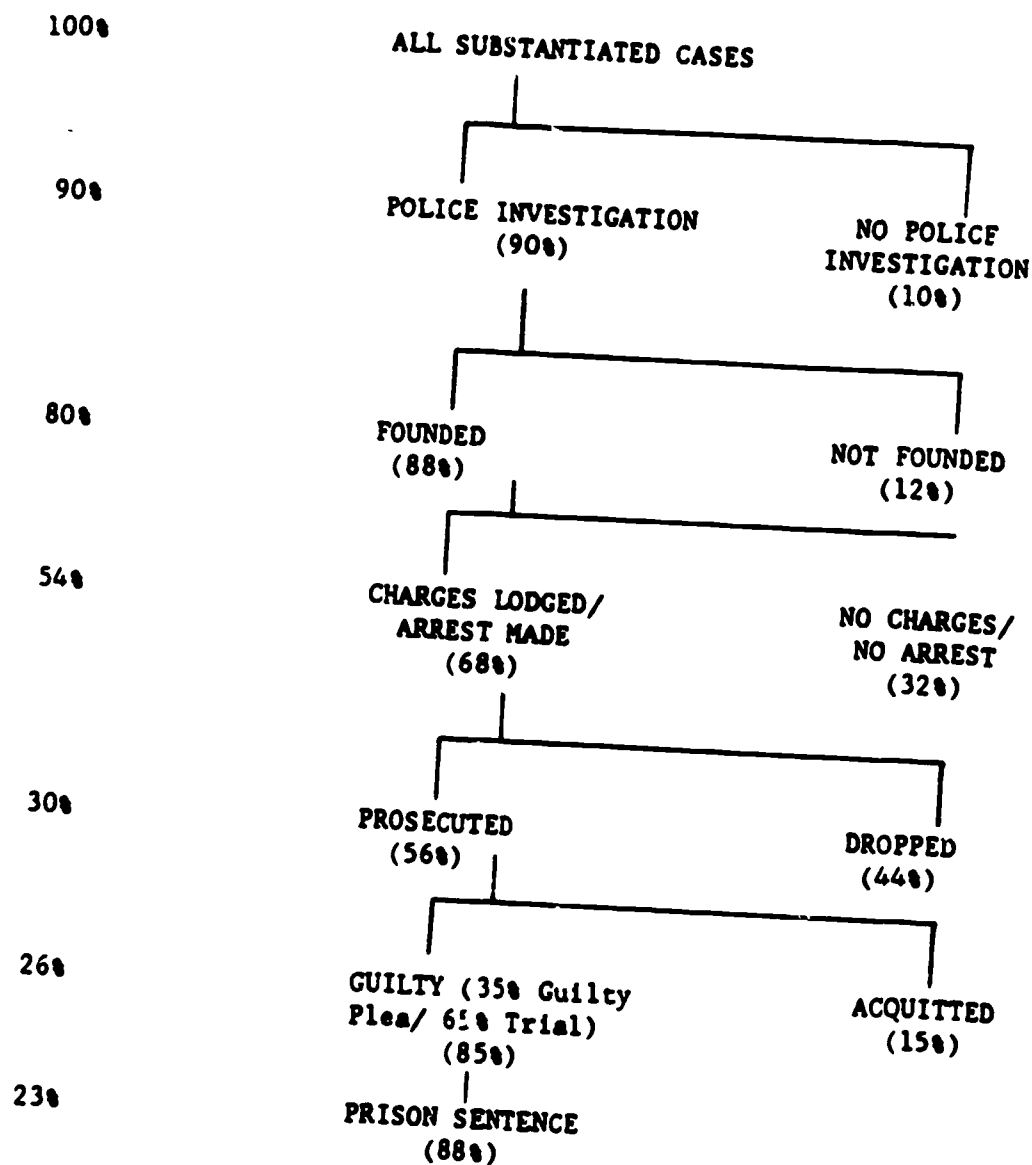 100%
ALL SUBSTANTIATED CASES
90%
POLICE INVESTIGATION
(90%)
NO POLICE
INVESTIGATION
(10%)
80%
FOUNDED
(88%)
NOT FOUNDED
(12%)
54%
CHARGES LODGED/
ARREST MADE
(68%)
NO CHARGES/
NO ARREST
(32%)
30%
PROSECUTED
(56%)
DROPPED
(44%)
26%
GUILTY (35% Guilty
Plea/ 65% Trial)
(85%)
ACQUITTED
(15%)
23%
PRISON SENTENCE
(88%)